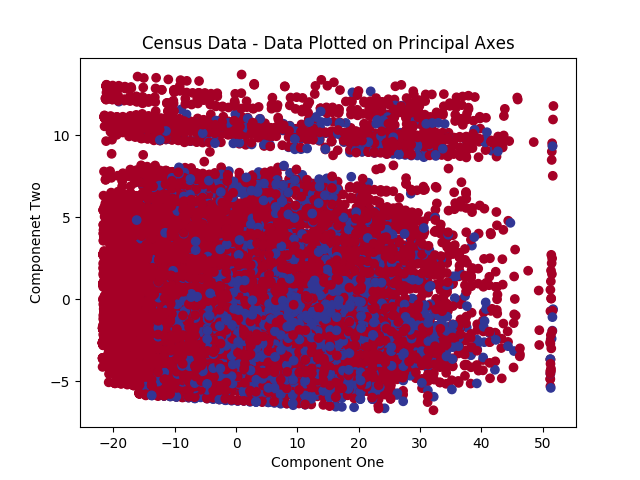 Census Data - Data Plotted on Principal Axes
Componenet Two
10
5
0
−5
−20 −10 0 10 20 30 40 50
Component One